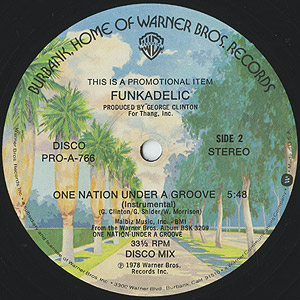 BURBANK, HOME OF WARNER BROS. RECORDS
WB
THIS IS A PROMOTIONAL ITEM
FUNKADELIC
PRODUCED BY GEORGE CLINTON
For Thang, Inc.
DISCO
PRO-A-766
SIDE 2
STEREO
ONE NATION UNDER A GROOVE - 5:48
(Instrumental)
(G. Clinton/G. Shider/W. Morrison)
Malbiz Music, Inc. - BMI
From the Warner Bros. Album BSK 3209
ONE NATION UNDER A GROOVE
33⅓ RPM
DISCO MIX
℗ 1978 Warner Bros.
Records Inc.